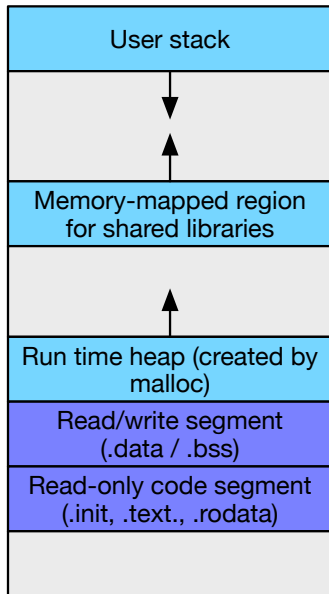 User stack
Memory-mapped region
for shared libraries
Run time heap (created by
malloc)
Read/write segment
(.data / .bss)
Read-only code segment
(.init, .text., .rodata)